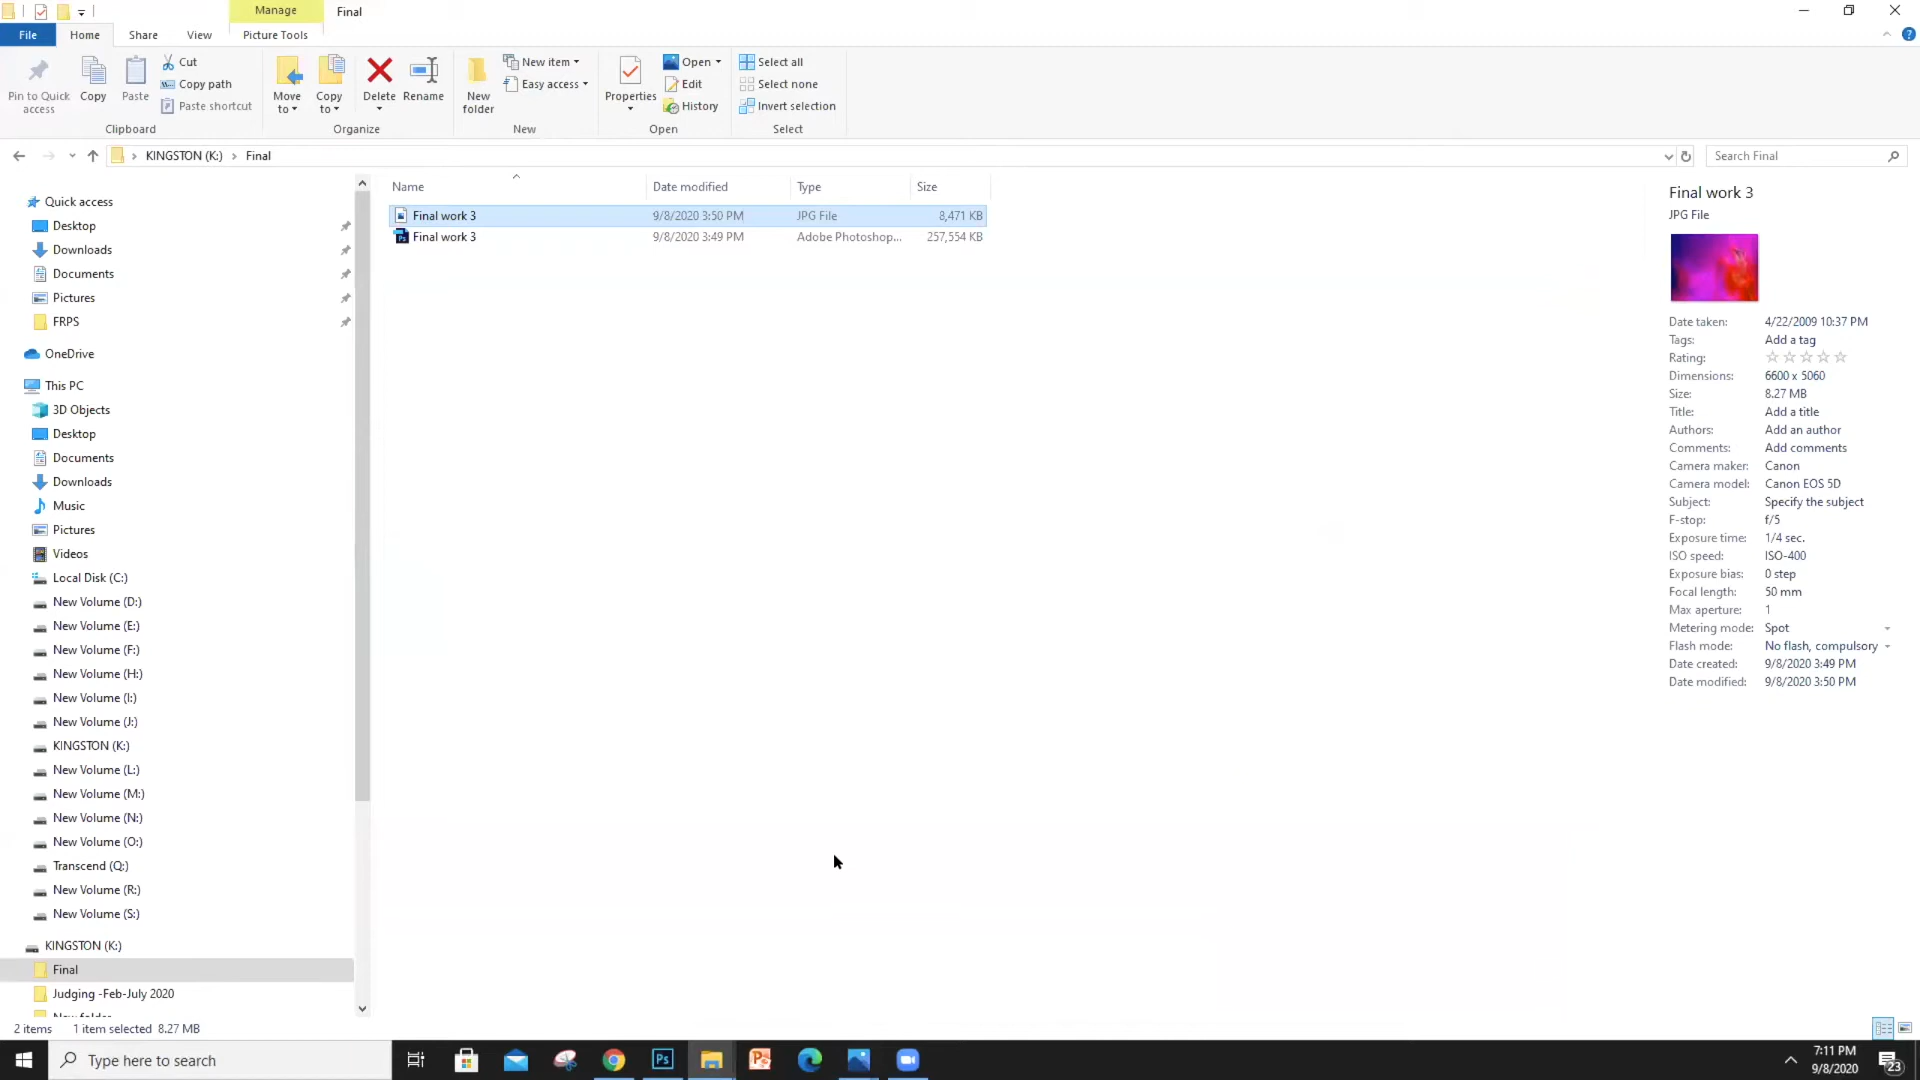 Manage Final
File Home Share View Picture Tools
Pin to Quick access
Copy
Paste
Cut
Copy path
Paste shortcut
Clipboard
Move to
Copy to
Delete
Rename
Organize
New folder
New item
Easy access
New
Properties
Open
Edit
History
Open
Select all
Select none
Invert selection
Select
KINGSTON (K:) Final
Search Final
Quick access
Desktop
Downloads
Documents
Pictures
FRPS
OneDrive
This PC
3D Objects
Desktop
Documents
Downloads
Music
Pictures
Videos
Local Disk (C:)
New Volume (D:)
New Volume (E:)
New Volume (F:)
New Volume (H:)
New Volume (I:)
New Volume (J:)
KINGSTON (K:)
New Volume (L:)
New Volume (M:)
New Volume (N:)
New Volume (O:)
Transcend (Q:)
New Volume (R:)
New Volume (S:)
KINGSTON (K:)
Final
Judging -Feb-July 2020
Name Date modified Type Size
Final work 3 9/8/2020 3:50 PM JPG File 8,471 KB
Final work 3 9/8/2020 3:49 PM Adobe Photoshop... 257,554 KB
Final work 3
JPG File
Date taken: 4/22/2009 10:37 PM
Tags: Add a tag
Rating:
Dimensions: 6600 x 5060
Size: 8.27 MB
Title: Add a title
Authors: Add an author
Comments: Add comments
Camera maker: Canon
Camera model: Canon EOS 5D
Subject: Specify the subject
F-stop: f/5
Exposure time: 1/4 sec.
ISO speed: ISO-400
Exposure bias: 0 step
Focal length: 50 mm
Max aperture: 1
Metering mode: Spot
Flash mode: No flash, compulsory
Date created: 9/8/2020 3:49 PM
Date modified: 9/8/2020 3:50 PM
2 items 1 item selected 8.27 MB
Type here to search
Ps
7:11 PM
9/8/2020
23